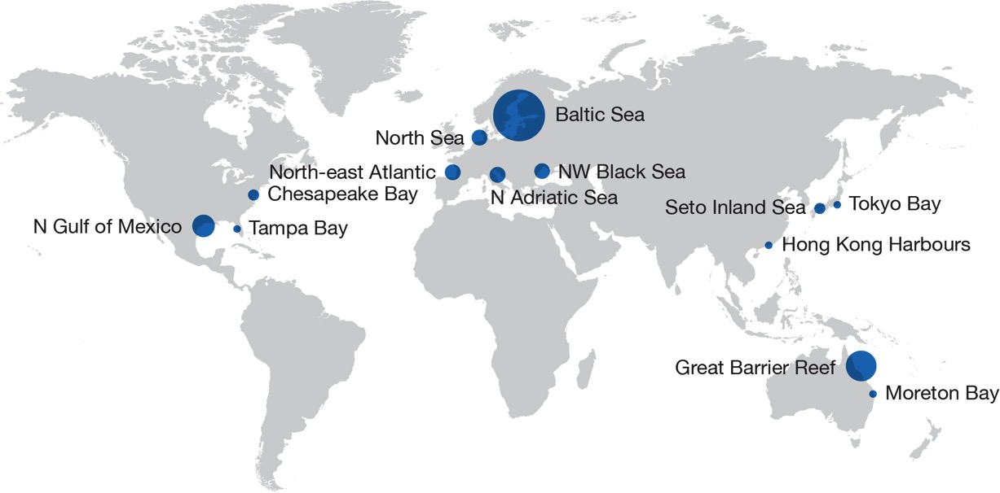 Baltic Sea
North Sea
North-east Atlantic
NW Black Sea
Chesapeake Bay
N Adriatic Sea
Seto Inland Sea
Tokyo Bay
N Gulf of Mexico
Tampa Bay
Hong Kong Harbours
Great Barrier Reef
Moreton Bay